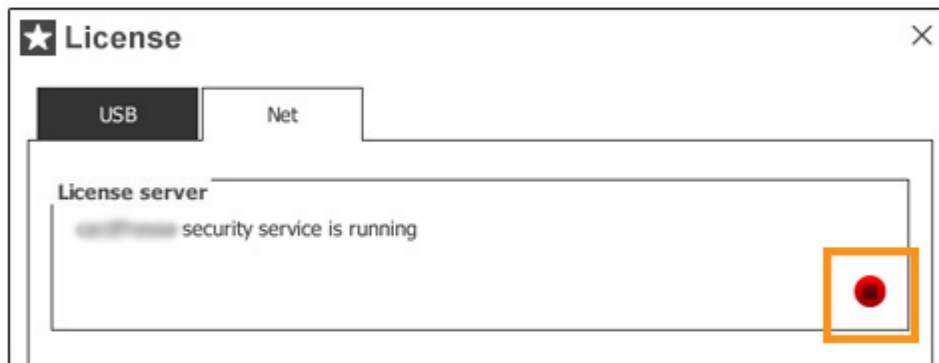 License
USB
Net
License server
security service is running